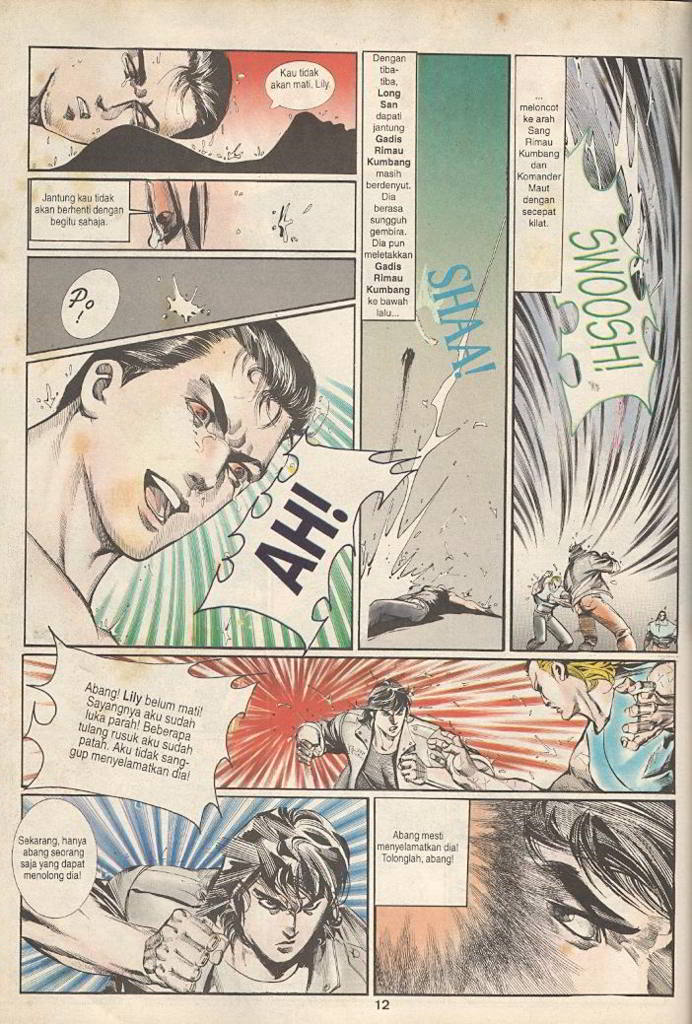 Kau tidak
akan mati, Lily.
Jantung kau tidak
akan berhenti dengan
begitu sahaja.
Po
!
AH!
Dengan
tiba-
tiba,
Long
San
dapati
jantung
Gadis
Rimau
Kumbang
masih
berdenyut.
Dia
berasa
sungguh
gembira.
Dia pun
meletakkan
Gadis
Rimau
Kumbang
ke bawah
lalu...
SHAA!
...
meloncot
ke arah
Sang
Rimau
Kumbang
dan
Komander
Maut
dengan
secepat
kilat.
SWOOSH!
Abang! Lily belum mati!
Sayangnya aku sudah
luka parah! Beberapa
tulang rusuk aku sudah
patah. Aku tidak sang-
gup menyelamatkan dia!
Sekarang, hanya
abang seorang
saja yang dapat
menolong dia!
Abang mesti
menyelamatkan dia!
Tolonglah, abang!
12